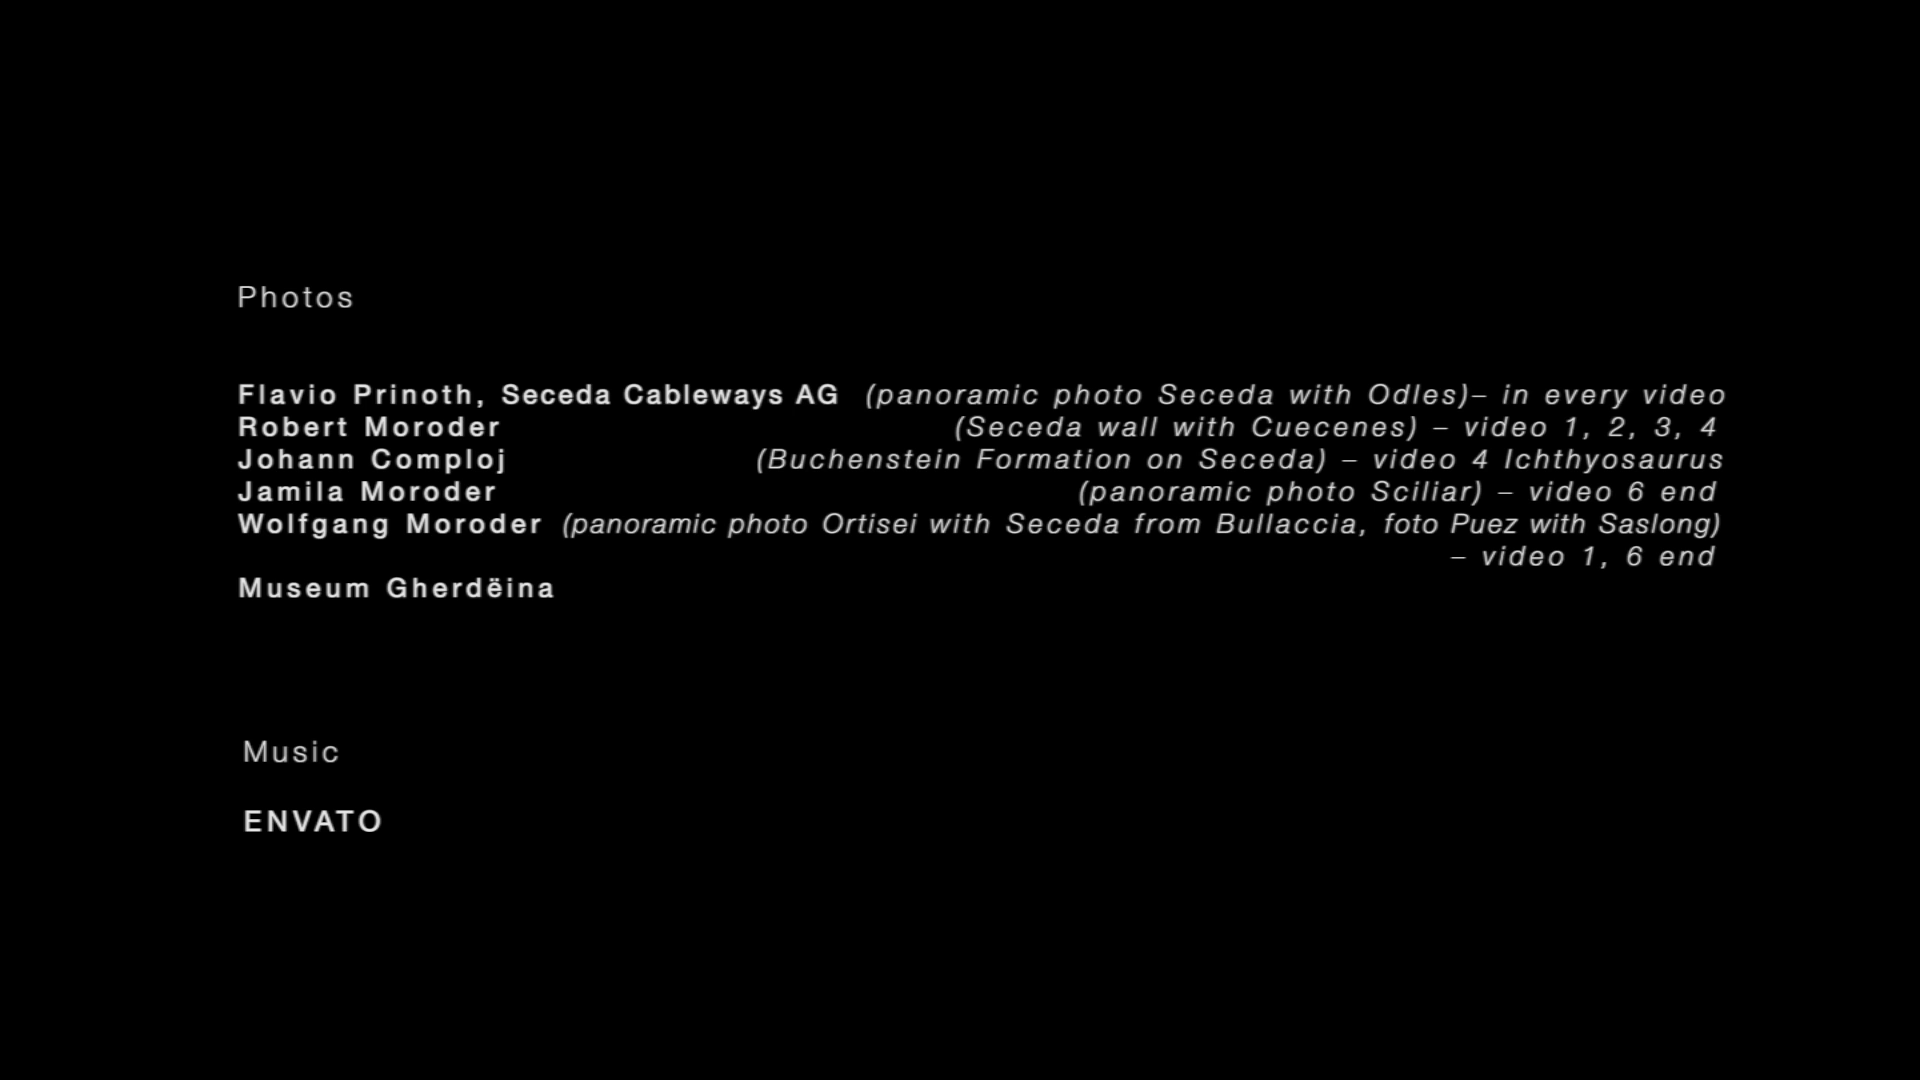 Photos
Flavio Prinoth, Seceda Cableways AG (panoramic photo Seceda with Odles)– in every video
Robert Moroder (Seceda wall with Cuecenes) – video 1, 2, 3, 4
Johann Comploj (Buchenstein Formation on Seceda) – video 4 Ichthyosaurus
Jamila Moroder (panoramic photo Sciliar) – video 6 end
Wolfgang Moroder (panoramic photo Ortisei with Seceda from Bullaccia, foto Puez with Saslong)
– video 1, 6 end
Museum Gherdëina
Music
ENVATO